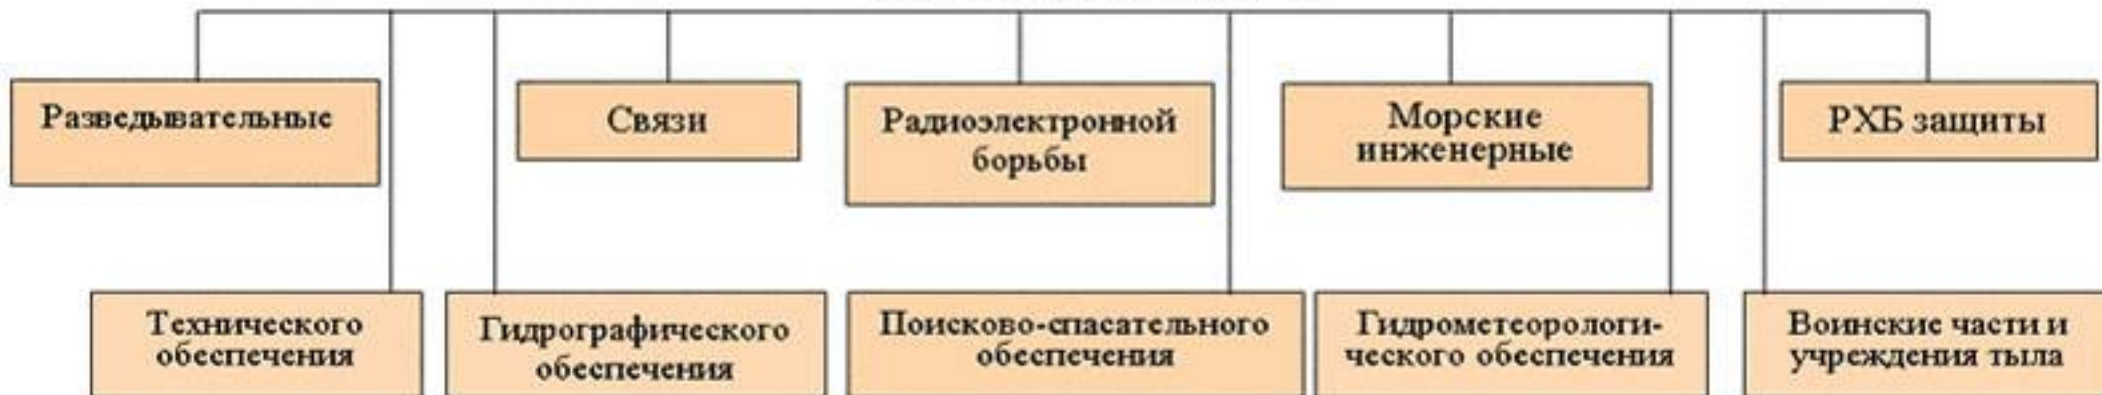 Разведывательные
Связи
Радиоэлектронной
борьбы
Морские
инженерные
РХБ защиты
Технического
обеспечения
Гидрографического
обеспечения
Поисково-спасательного
обеспечения
Гидрометеорологи-
ческого обеспечения
Воинские части и
учреждения тыла